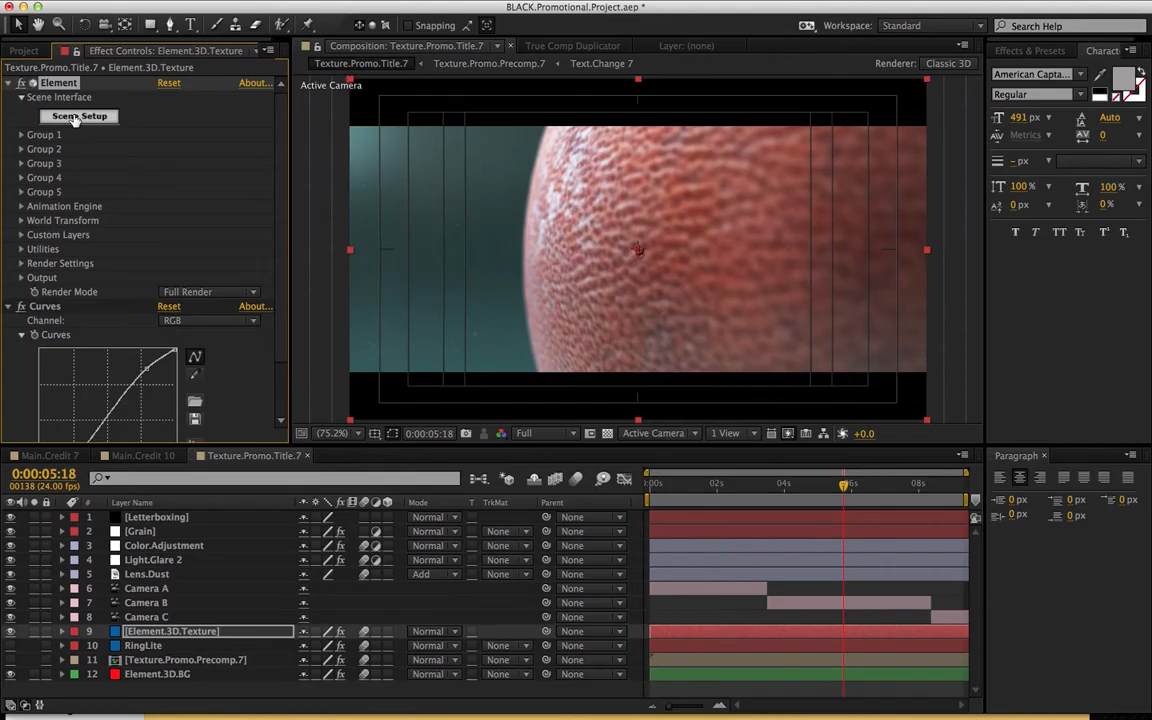 BLACK.Promotional.Project.aep *
Snapping
Workspace: Standard
Search Help
Project
Effect Controls: Element.3D.Texture
Composition: Texture.Promo.Title.7
True Comp Duplicator
Layer: (none)
Effects & Presets
Charact
Texture.Promo.Title.7 • Element.3D.Texture
Texture.Promo.Title.7
Texture.Promo.Precomp.7
Text.Change 7
Renderer:
Classic 3D
Element
Reset
About...
Scene Interface
Scene Setup
Group 1
Group 2
Group 3
Group 4
Group 5
Animation Engine
World Transform
Custom Layers
Utilities
Render Settings
Output
Render Mode
Full Render
Curves
Reset
About...
Channel:
RGB
Curves
Active Camera
American Capta...
Regular
491 px
Auto
Metrics
0
- px
100 %
100 %
0 px
0 %
T T TT Tt T' T,
(75.2%)
0:00:05:18
Full
Active Camera
1 View
+0.0
Main.Credit 7
Main.Credit 10
Texture.Promo.Title.7
Paragraph
0:00:05:18
00138 (24.00 fps)
:00s
04s
6s
08s
#
Layer Name
Mode
T
TrkMat
Parent
1 [Letterboxing] Normal None
2 [Grain] Normal None None
3 Color.Adjustment Normal None None
4 Light.Glare 2 Normal None None
5 Lens.Dust Add None None
6 Camera A None
7 Camera B None
8 Camera C None
9 [Element.3D.Texture] Normal None None
10 RingLite Normal None None
11 [Texture.Promo.Precomp.7] Normal None None
12 Element.3D.BG Normal None None
0 px
0 px
0 px
0 px
0 px